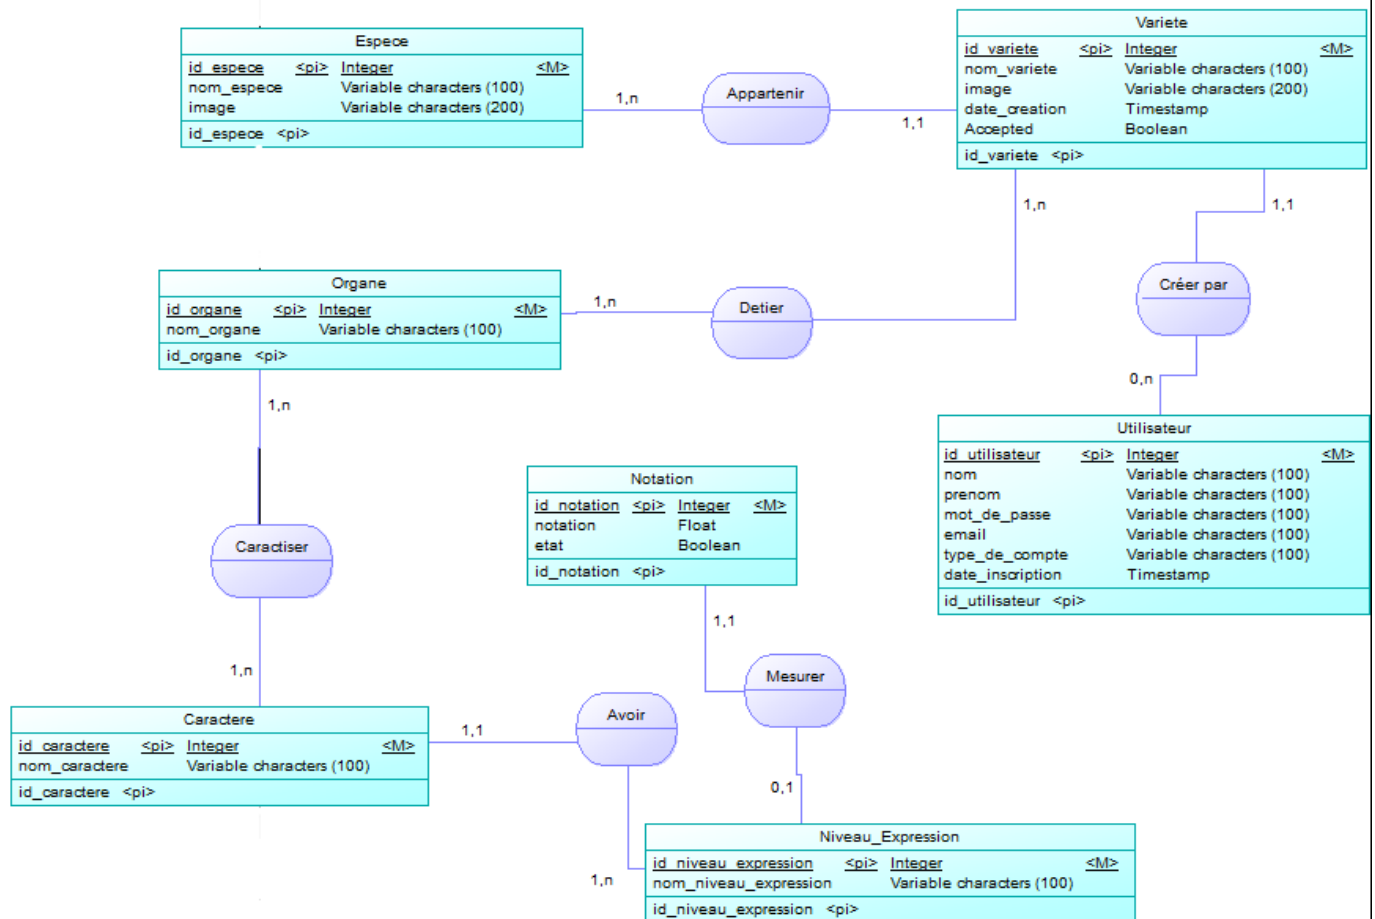 Espece
id_espece <pi> Integer <M>
nom_espece Variable characters (100)
image Variable characters (200)
id_espece <pi>
1,n
Appartenir
1,1
Variete
id_variete <pi> Integer <M>
nom_variete Variable characters (100)
image Variable characters (200)
date_creation Timestamp
Accepted Boolean
id_variete <pi>
1,n
1,1
Organe
id_organe <pi> Integer <M>
nom_organe Variable characters (100)
id_organe <pi>
1,n
Detier
Créer par
0,n
1,n
Utilisateur
id_utilisateur <pi> Integer <M>
nom Variable characters (100)
prenom Variable characters (100)
mot_de_passe Variable characters (100)
email Variable characters (100)
type_de_compte Variable characters (100)
date_inscription Timestamp
id_utilisateur <pi>
Notation
id_notation <pi> Integer <M>
notation Float
etat Boolean
id_notation <pi>
Caractiser
1,1
1,n
Mesurer
Caractere
id_caractere <pi> Integer <M>
nom_caractere Variable characters (100)
id_caractere <pi>
1,1
Avoir
0,1
1,n
Niveau_Expression
id_niveau_expression <pi> Integer <M>
nom_niveau_expression Variable characters (100)
id_niveau_expression <pi>